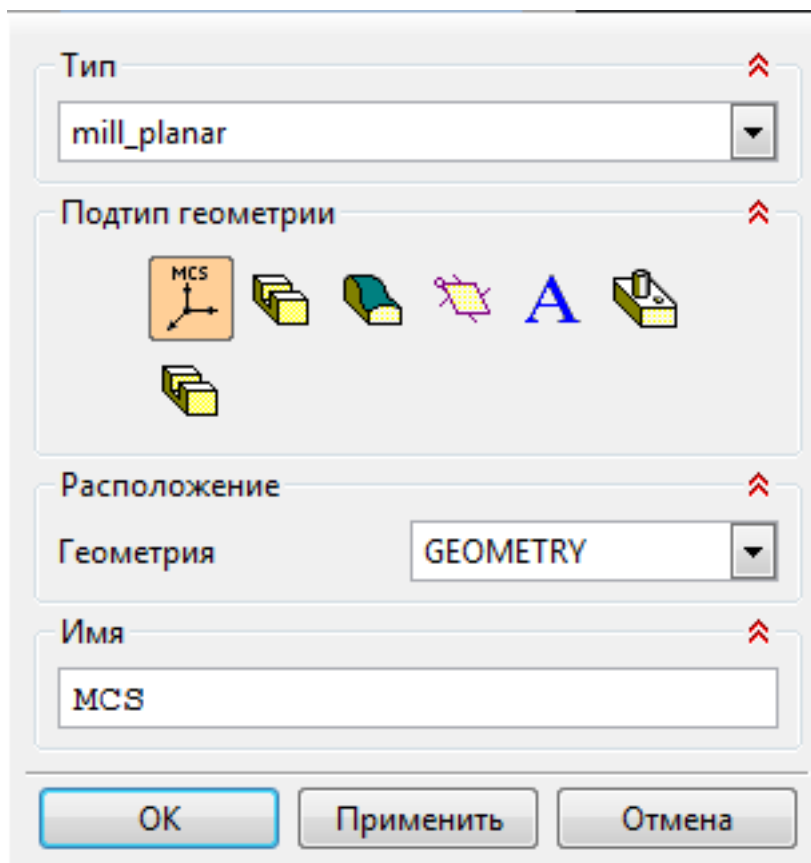 Тип
mill_planar
Подтип геометрии
MCS
A
Расположение
Геометрия GEOMETRY
Имя
MCS
OK Применить Отмена